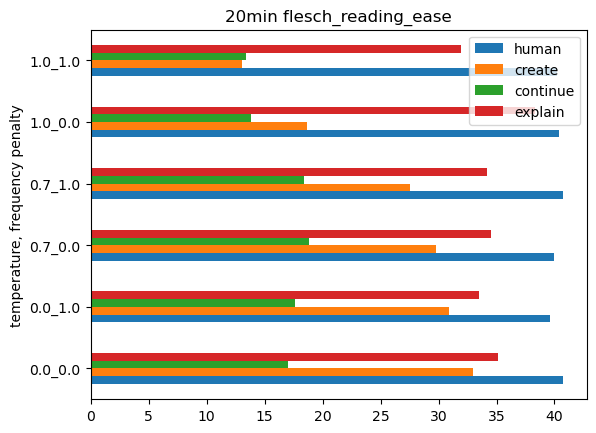 20min flesch_reading_ease
human
create
continue
explain
temperature, frequency penalty
1.0_1.0
1.0_0.0
0.7_1.0
0.7_0.0
0.0_1.0
0.0_0.0
0 5 10 15 20 25 30 35 40